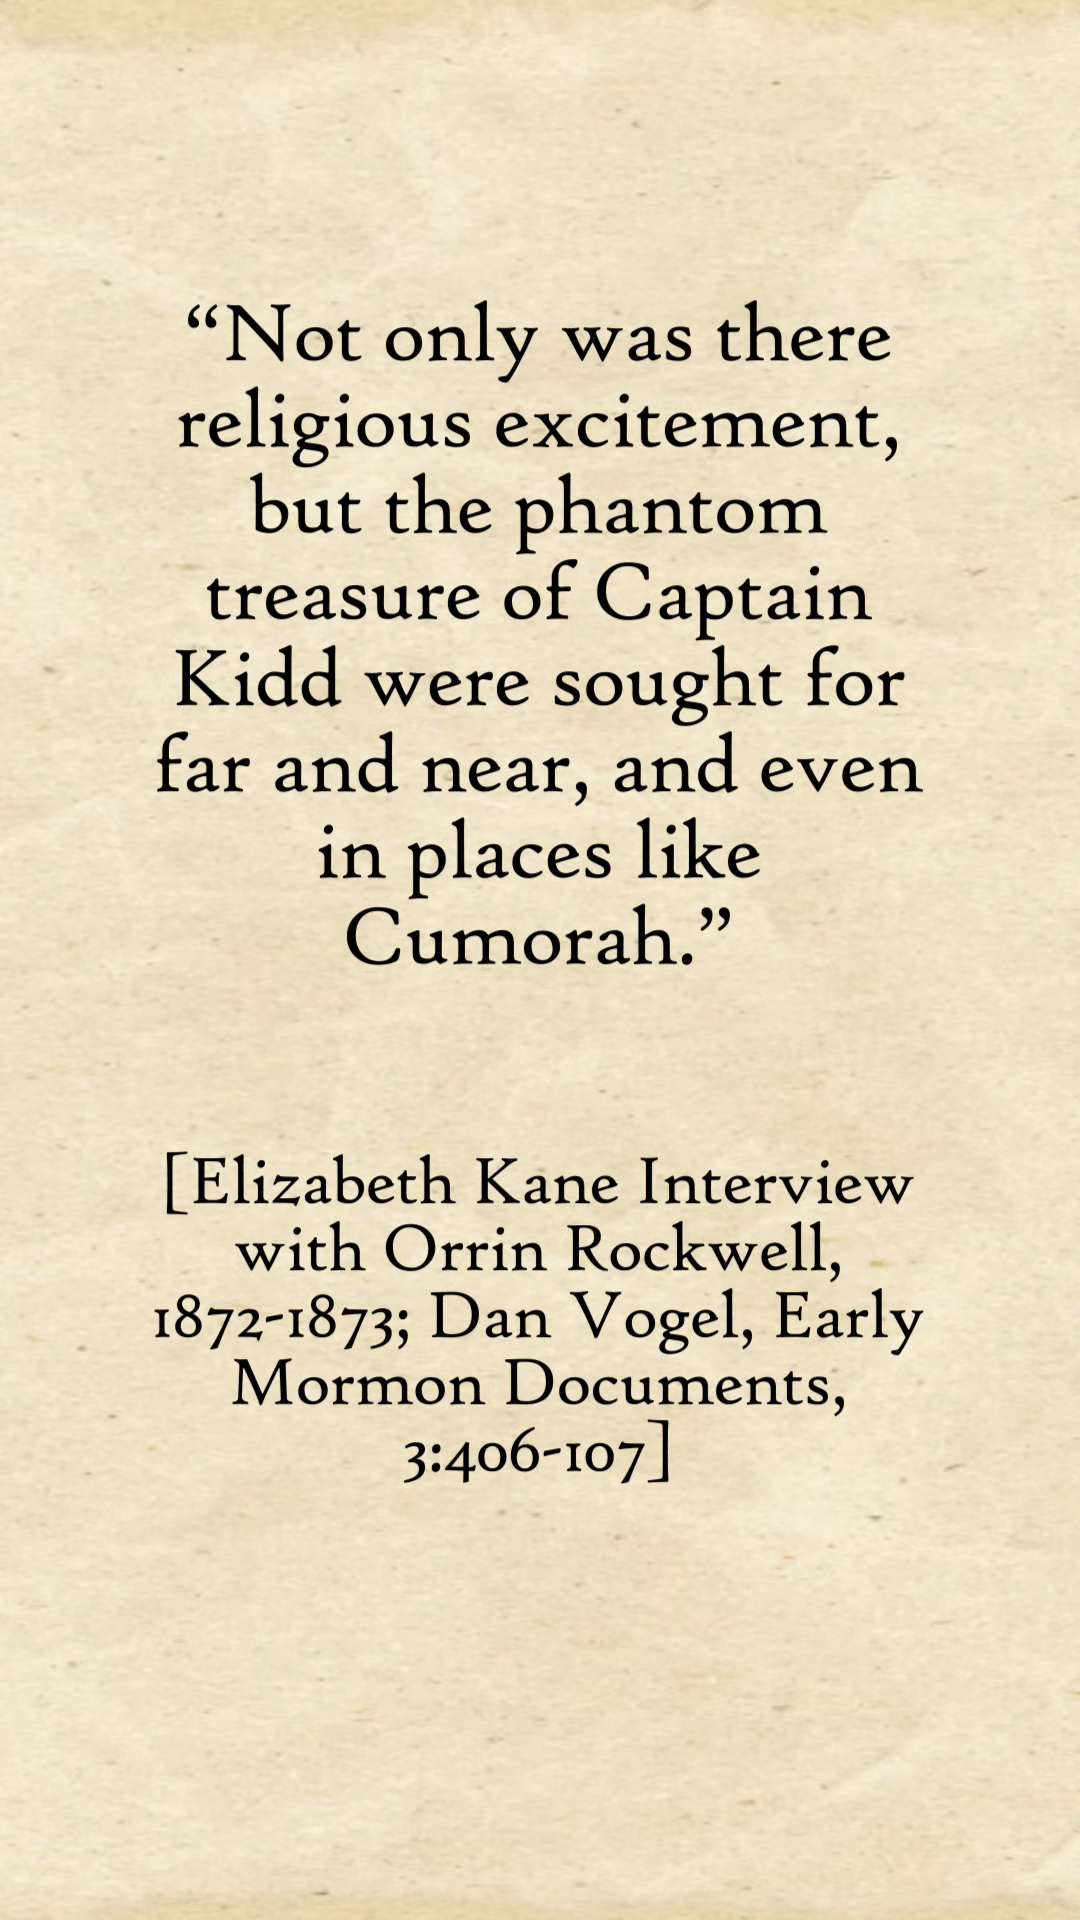 “Not only was there
religious excitement,
but the phantom
treasure of Captain
Kidd were sought for
far and near, and even
in places like
Cumorah.”
[Elizabeth Kane Interview
with Orrin Rockwell,
1872-1873; Dan Vogel, Early
Mormon Documents,
3:406-107]